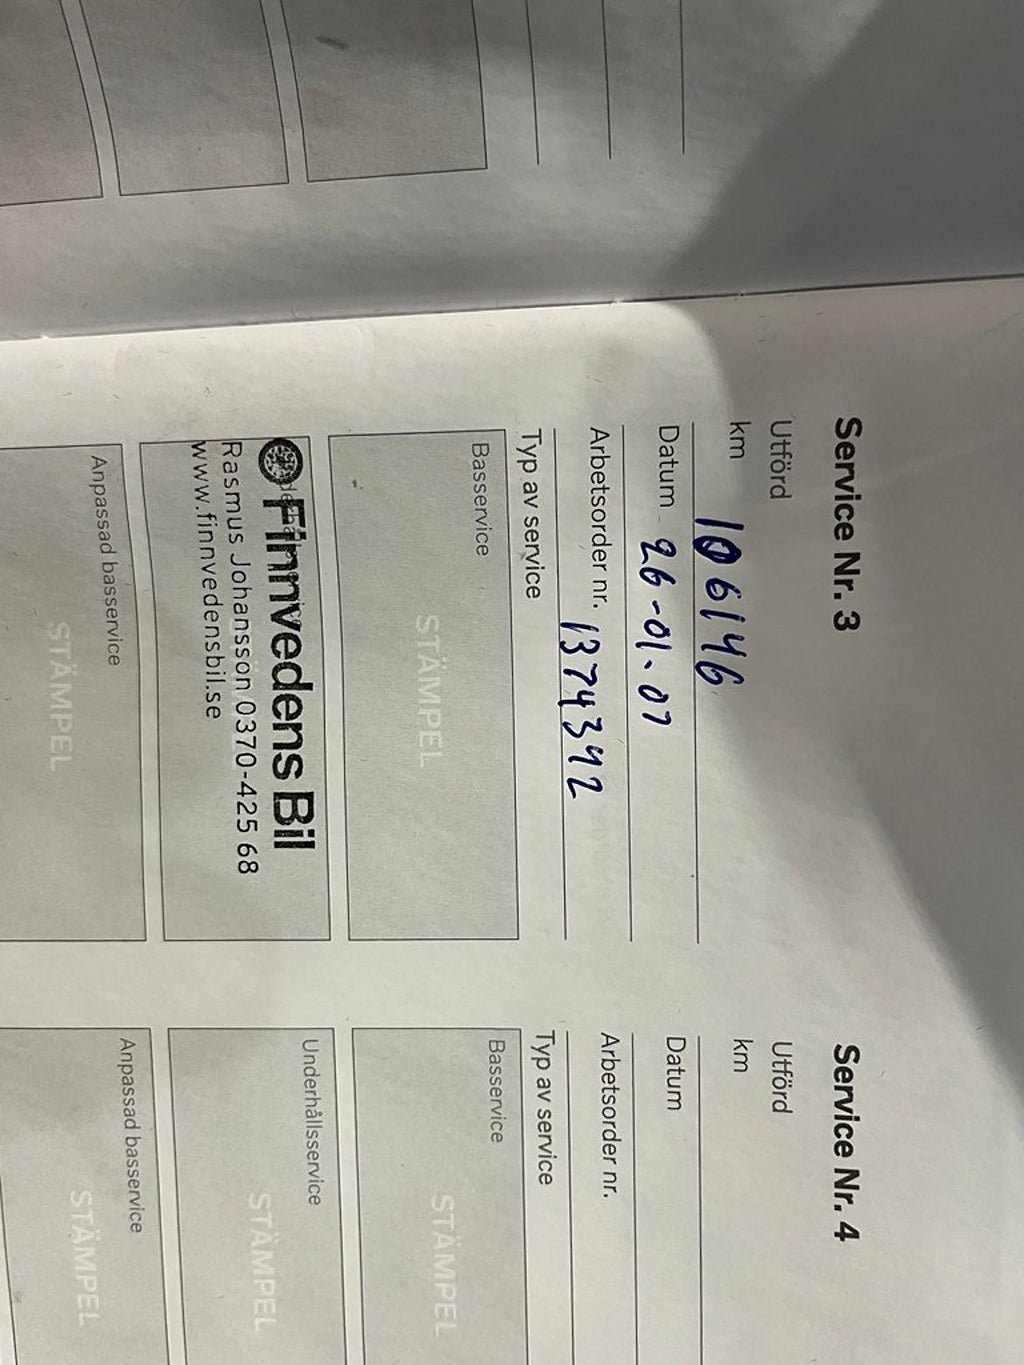 Service Nr. 3
Utförd
km 106146
Datum 26-01-07
Arbetsorder nr. 1374342
Typ av service
Basservice
STÄMPEL
Finnvedens Bil
Rasmus Johansson, 0370-425 68
www.finnvedensbil.se
Anpassad basservice
STÄMPEL
Service Nr. 4
Utförd
km
Datum
Arbetsorder nr.
Typ av service
Basservice
STÄMPEL
Underhållsservice
STÄMPEL
Anpassad basservice
STÄMPEL